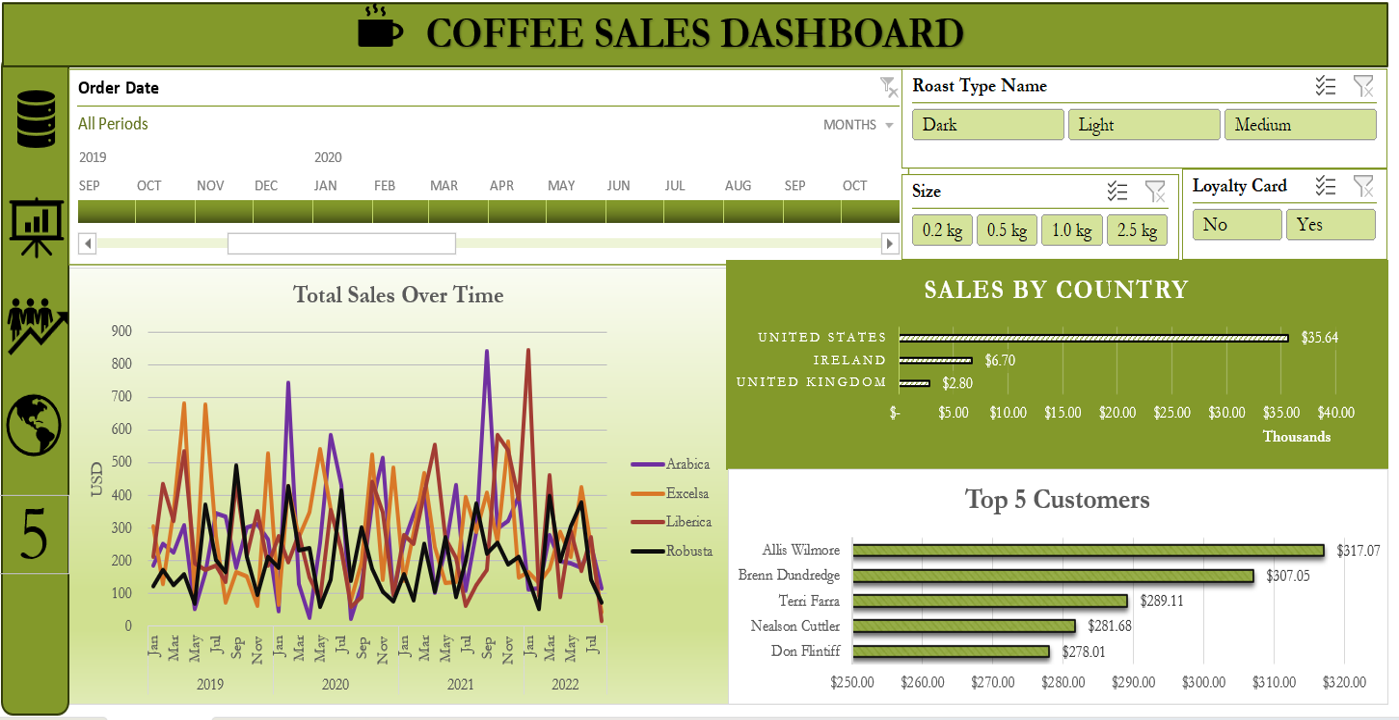 COFFEE SALES DASHBOARD
Order Date
All Periods
MONTHS
2019 2020
SEP OCT NOV DEC JAN FEB MAR APR MAY JUN JUL AUG SEP OCT
Roast Type Name
Dark Light Medium
Size
0.2 kg 0.5 kg 1.0 kg 2.5 kg
Loyalty Card
No Yes
5
Total Sales Over Time
USD
900
800
700
600
500
400
300
200
100
0
Jan Mar May Jul Sep Nov Jan Mar May Jul Sep Nov Jan Mar May Jul Sep Nov Jan Mar May Jul
2019 2020 2021 2022
Arabica
Excelsa
Liberica
Robusta
SALES BY COUNTRY
UNITED STATES $35.64
IRELAND $6.70
UNITED KINGDOM $2.80
$- $5.00 $10.00 $15.00 $20.00 $25.00 $30.00 $35.00 $40.00
Thousands
Top 5 Customers
Allis Wilmore $317.07
Brenn Dundredge $307.05
Terri Farra $289.11
Nealson Cuttler $281.68
Don Flintiff $278.01
$250.00 $260.00 $270.00 $280.00 $290.00 $300.00 $310.00 $320.00